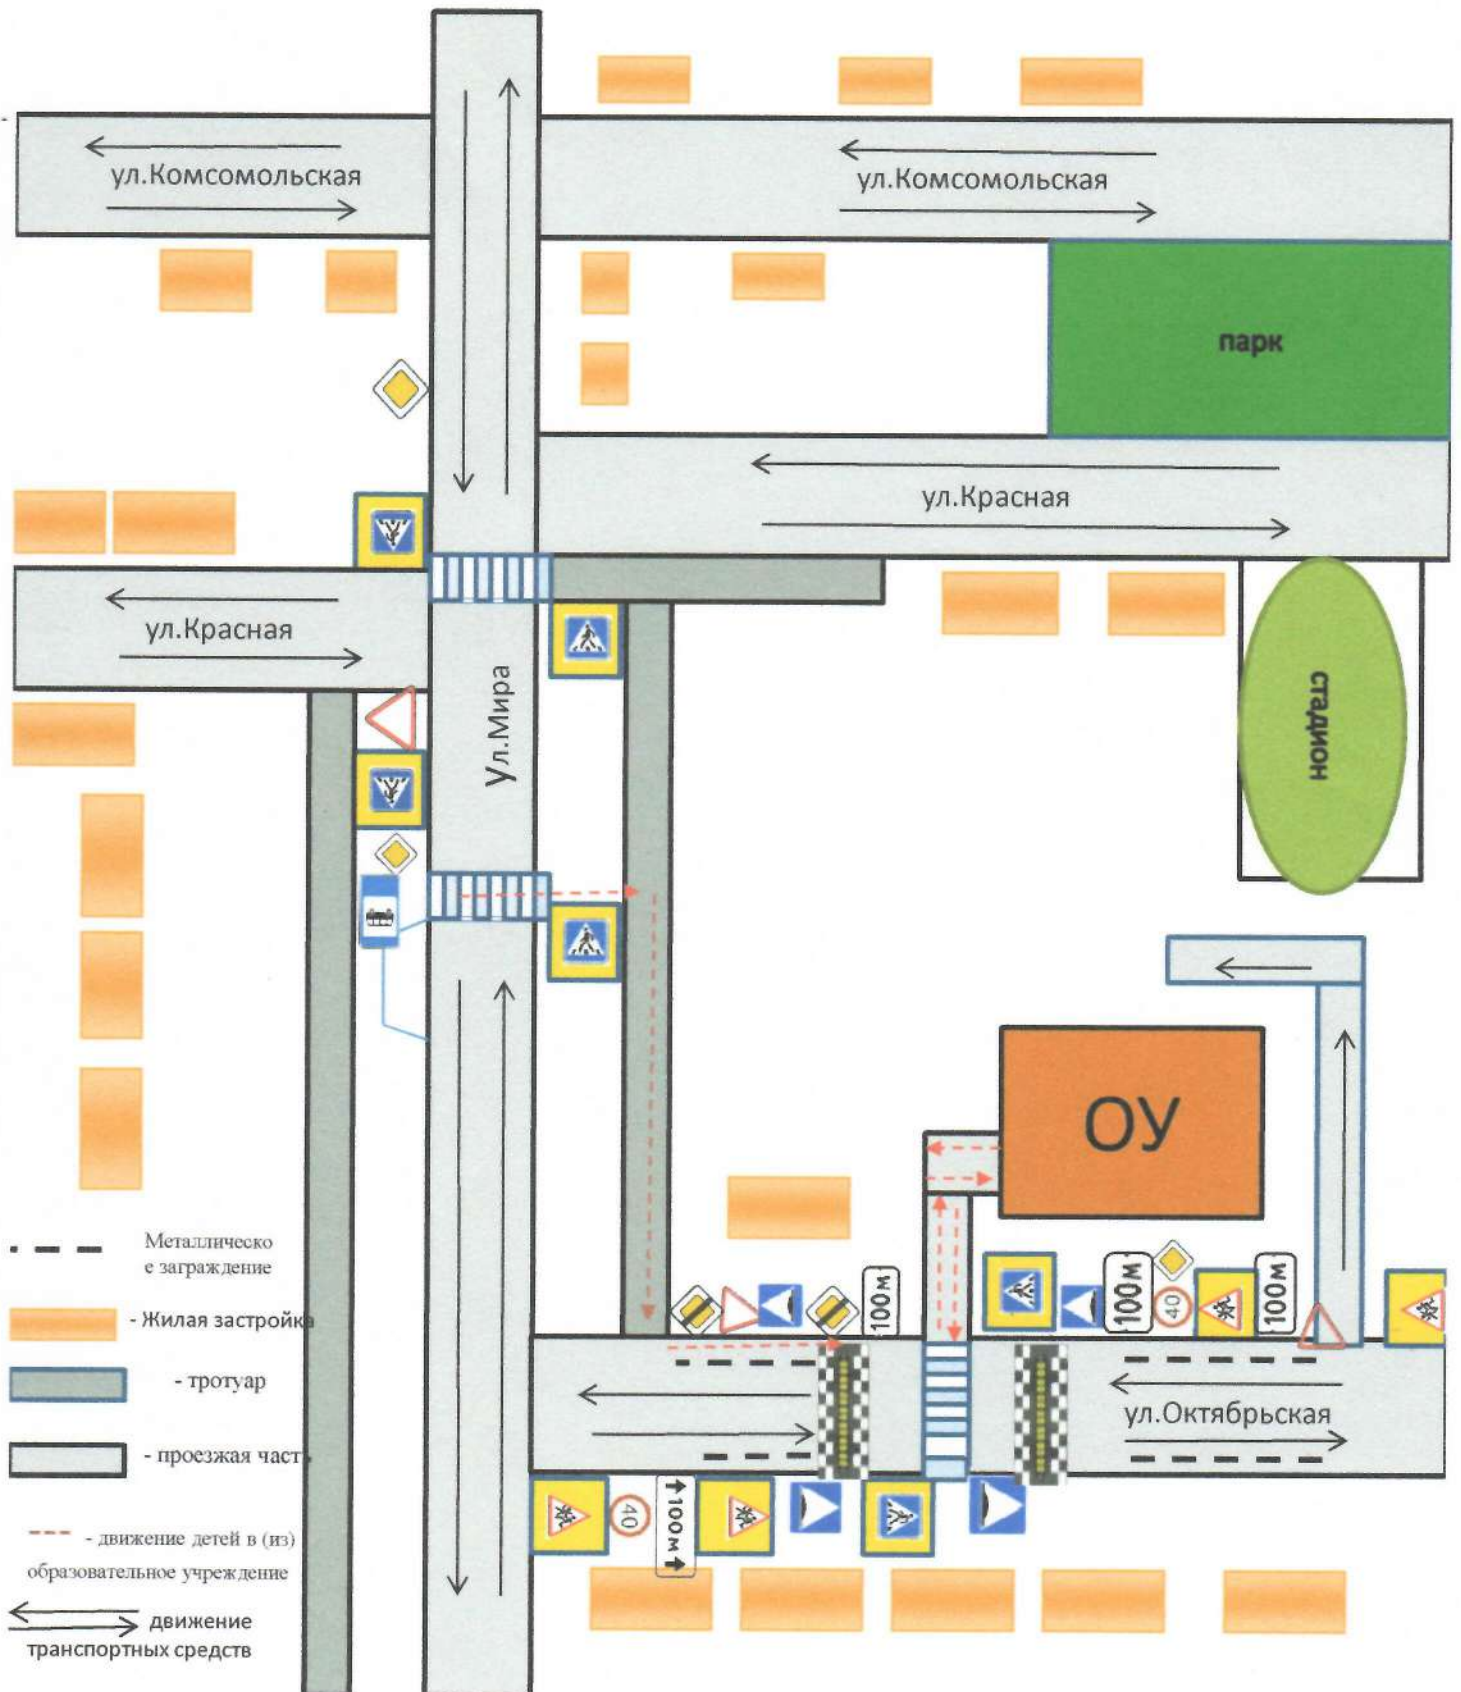 ул.Комсомольская
ул.Комсомольская
парк
ул.Красная
ул.Красная
ул.Мира
стадион
ОУ
Металлическо
е заграждение
- Жилая застройка
- тротуар
- проезжая часть
- движение детей в (из)
образовательное учреждение
движение
транспортных средств
100м
100м
40
100м
ул.Октябрьская
40
100м